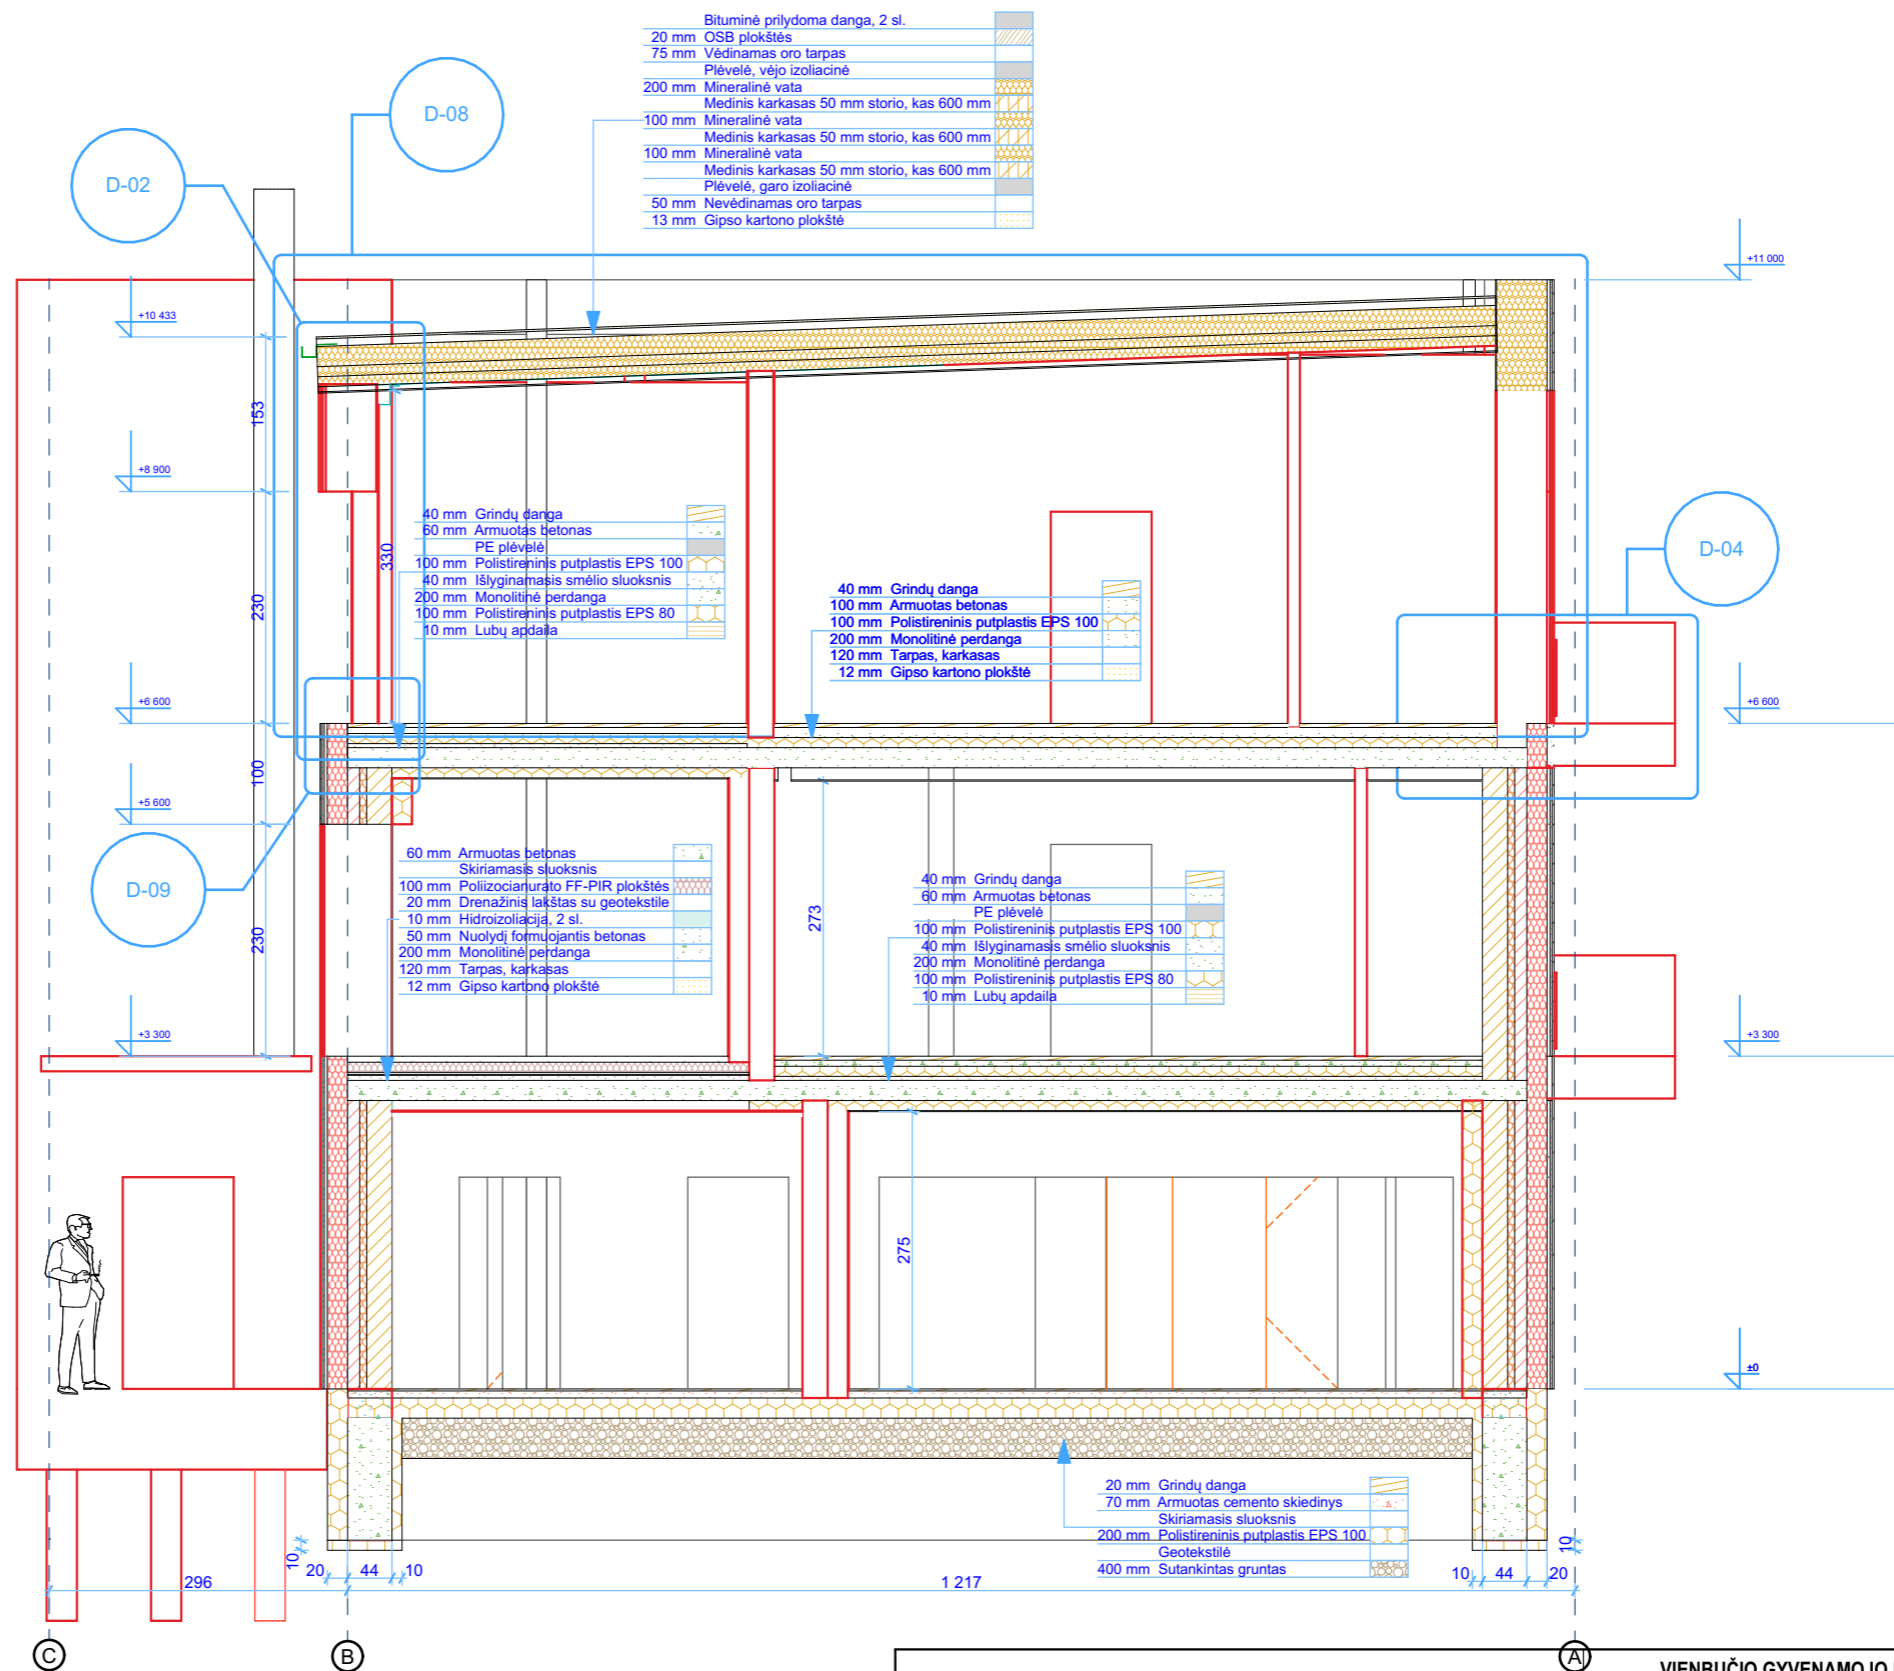 Bituminė prilydoma danga, 2 sl.
20 mm OSB plokštės
75 mm Vėdinamas oro tarpas
Plėvelė, vėjo izoliacinė
200 mm Mineralinė vata
Medinis karkasas 50 mm storio, kas 600 mm
100 mm Mineralinė vata
Medinis karkasas 50 mm storio, kas 600 mm
100 mm Mineralinė vata
Medinis karkasas 50 mm storio, kas 600 mm
Plėvelė, garo izoliacinė
50 mm Nevėdinamas oro tarpas
13 mm Gipso kartono plokštė
D-08
D-02
+11 000
+10 433
153
+8 900
330
230
40 mm Grindų danga
60 mm Armuotas betonas
PE plėvelė
100 mm Polistireninis putplastis EPS 100
40 mm Išlyginamasis smėlio sluoksnis
200 mm Monolitinė perdanga
100 mm Polistireninis putplastis EPS 80
10 mm Lubų apdaila
40 mm Grindų danga
100 mm Armuotas betonas
100 mm Polistireninis putplastis EPS 100
200 mm Monolitinė perdanga
120 mm Tarpas, karkasas
12 mm Gipso kartono plokštė
D-04
+6 600
+6 600
100
+5 600
D-09
230
60 mm Armuotas betonas
Skiriamasis sluoksnis
100 mm Poliizocianurato FF-PIR plokštės
20 mm Drenažinis lakštas su geotekstile
10 mm Hidroizoliacija, 2 sl.
50 mm Nuolydį formuojantis betonas
200 mm Monolitinė perdanga
120 mm Tarpas, karkasas
12 mm Gipso kartono plokštė
273
40 mm Grindų danga
60 mm Armuotas betonas
PE plėvelė
100 mm Polistireninis putplastis EPS 100
40 mm Išlyginamasis smėlio sluoksnis
200 mm Monolitinė perdanga
100 mm Polistireninis putplastis EPS 80
10 mm Lubų apdaila
+3 300
+3 300
275
±0
20 mm Grindų danga
70 mm Armuotas cemento skiedinys
Skiriamasis sluoksnis
200 mm Polistireninis putplastis EPS 100
Geotekstilė
400 mm Sutankintas gruntas
10
10
20 44 10
10 44 20
296
1 217
C
B
A
VIENBUČIO GYVENAMOJO